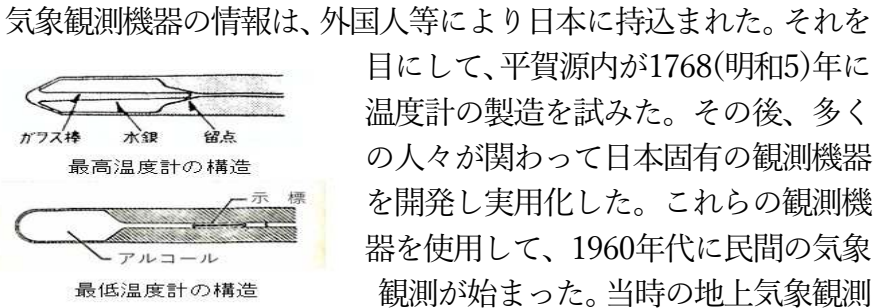 気象観測機器の情報は、外国人等により日本に持込まれた。それを
目にして、平賀源内が1768(明和5)年に
温度計の製造を試みた。その後、多く
の人々が関わって日本固有の観測機器
を開発し実用化した。これらの観測機
器を使用して、1960年代に民間の気象
観測が始まった。当時の地上気象観測
ガラス棒 水銀 留点
最高温度計の構造
示標
アルコール
最低温度計の構造